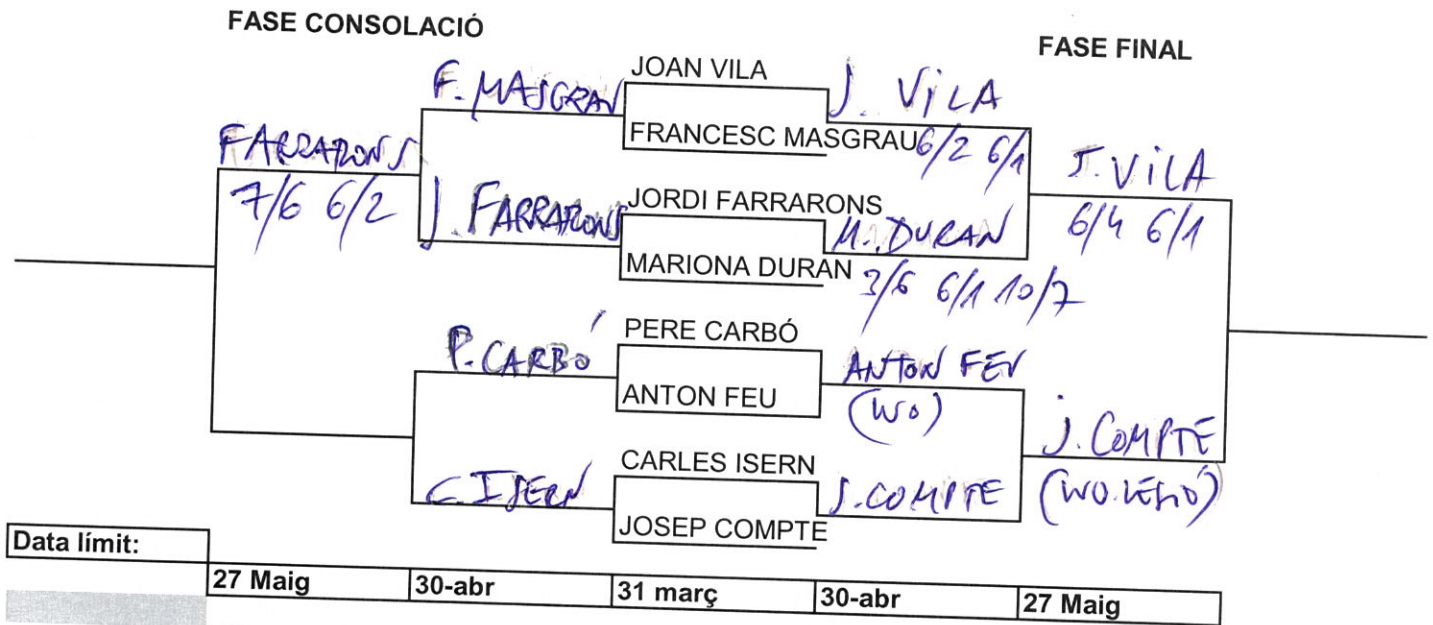 FASE CONSOLACIÓ
FASE FINAL
JOAN VILA
F. MASGRAU
J. VILA
FRANCESC MASGRAU
6/2 6/1
FARRARONS
J. VILA
7/6 6/2
JORDI FARRARONS
J. FARRARONS
M. DURAN
6/4 6/1
MARIONA DURAN
3/6 6/1 10/7
PERE CARBÓ
P. CARBÓ
ANTON FEU
ANTON FEU
(WO)
J. COMPTE
CARLES ISERN
C. ISERN
J. COMPTE
(WO. LESIÓ)
JOSEP COMPTE
Data límit:
27 Maig
30-abr
31 març
30-abr
27 Maig